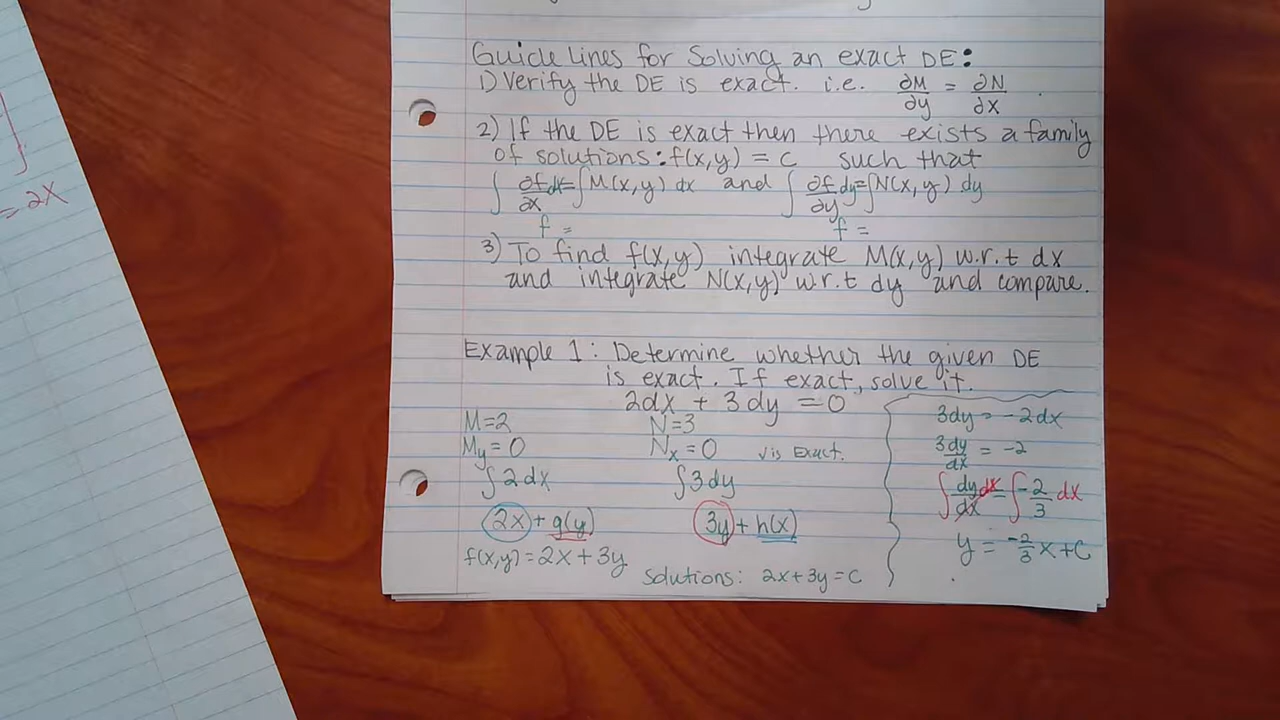 Guide lines for Solving an exact DE:
1) Verify the DE is exact. i.e. ∂M/∂y = ∂N/∂x.
2) If the DE is exact then there exists a family
of solutions: f(x,y) = c such that
∫ ∂f/∂x dx = ∫ M(x,y) dx and ∫ ∂f/∂y dy = ∫ N(x,y) dy
f = f =
3) To find f(x,y) integrate M(x,y) w.r.t dx
and integrate N(x,y) w.r.t dy and compare.
Example 1: Determine whether the given DE
is exact. If exact, solve it.
2dx + 3dy = 0
M=2 N=3
My = 0 Nx = 0 √ is Exact.
∫2dx ∫3dy
2x + g(y) 3y + h(x)
f(x,y) = 2x + 3y
Solutions: 2x+3y = C
3dy = -2dx
3dy/dx = -2
∫ dy/dx dx = ∫ -2/3 dx
y = -2/3 x + C
= 2x